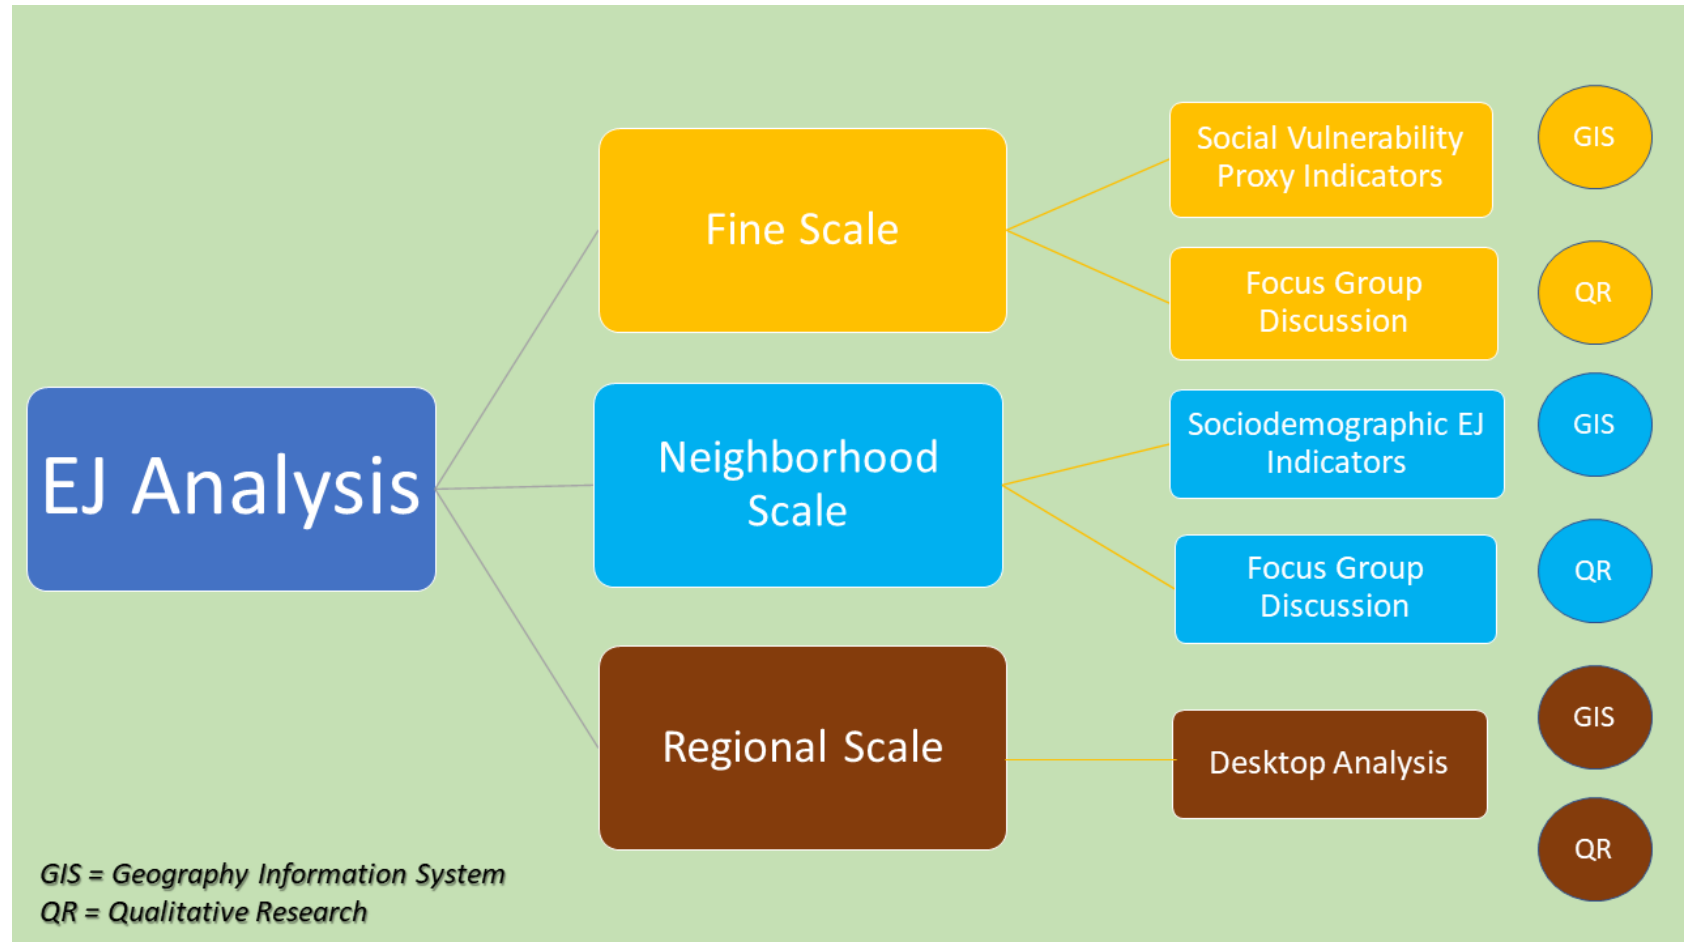 EJ Analysis
Fine Scale
Social Vulnerability
Proxy Indicators
GIS
Focus Group
Discussion
QR
Neighborhood
Scale
Sociodemographic EJ
Indicators
GIS
Focus Group
Discussion
QR
Regional Scale
Desktop Analysis
GIS
QR
GIS = Geography Information System
QR = Qualitative Research